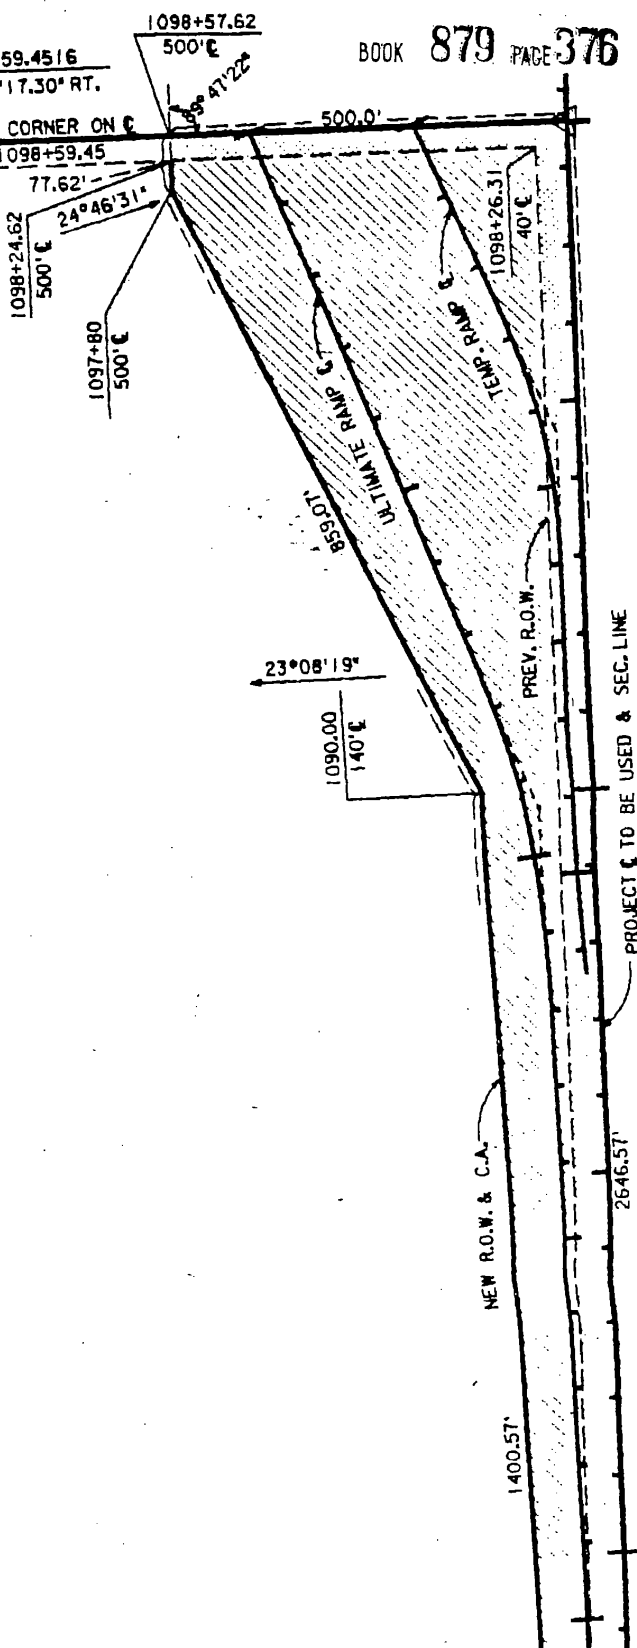 BOOK 879 PAGE 376
1098+57.62
500' ℄
59.4516
'17.30" RT.
89° 47'22"
CORNER ON ℄
500.0'
1098+59.45
77.62'
24°46'31"
1098+24.62
500' ℄
1098+26.31
40' ℄
1097+80
500' ℄
TEMP. RAMP ℄
ULTIMATE RAMP ℄
859.07'
PREV. R.O.W.
23°08'19"
1090.00
140' ℄
PROJECT ℄ TO BE USED & SEC. LINE
NEW R.O.W. & C.A.
2646.57'
1400.57'